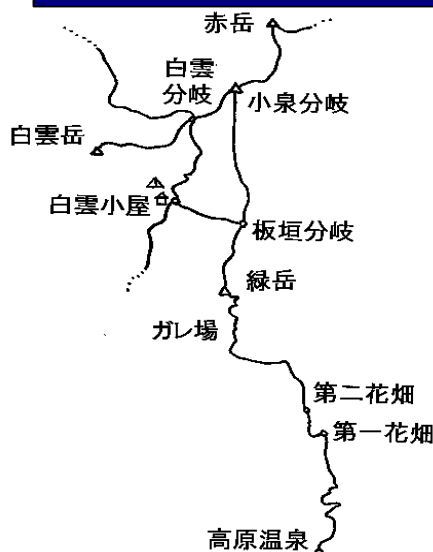 赤岳
白雲
分岐
小泉分岐
白雲岳
白雲小屋
板垣分岐
緑岳
ガレ場
第二花畑
第一花畑
高原温泉